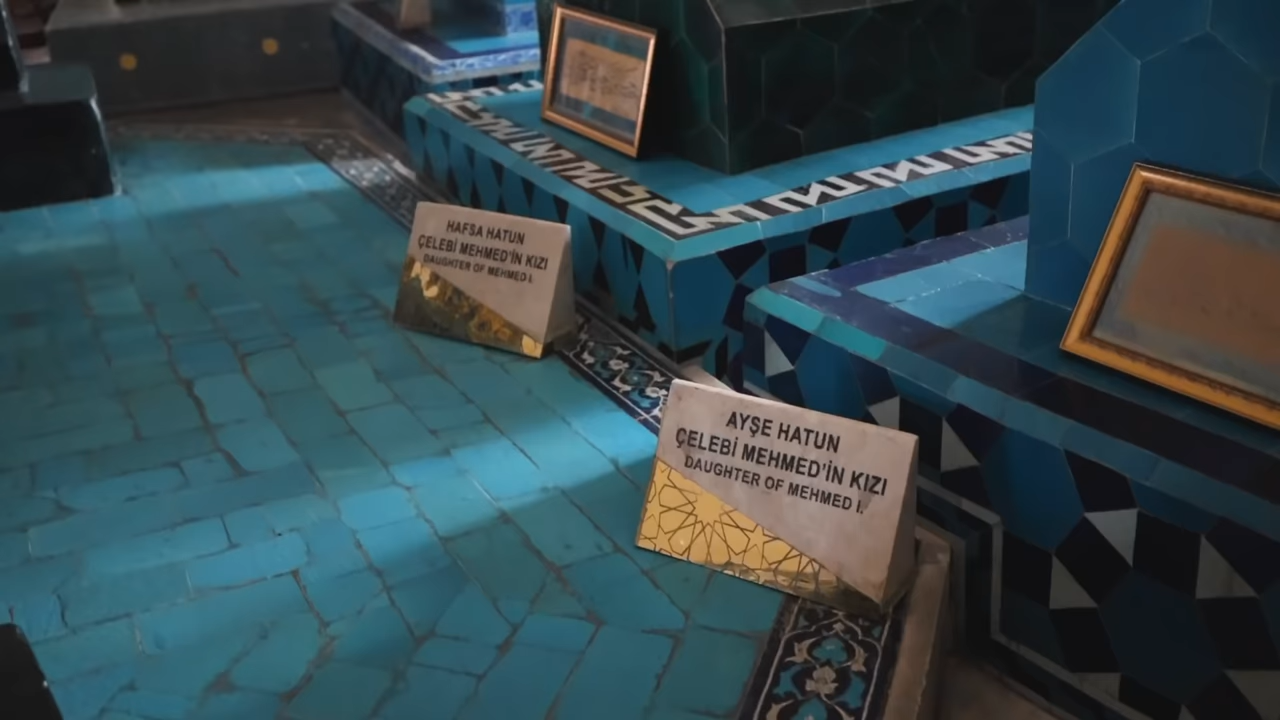 HAFSA HATUN
ÇELEBİ MEHMED'İN KIZI
DAUGHTER OF MEHMED I.
AYŞE HATUN
ÇELEBİ MEHMED'İN KIZI
DAUGHTER OF MEHMED I.